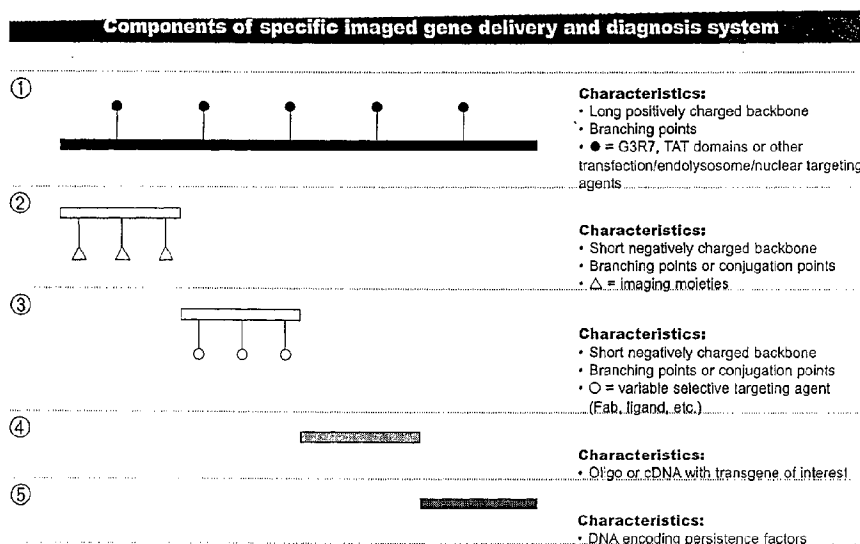 Components of specific imaged gene delivery and diagnosis system
①
Characteristics:
• Long positively charged backbone
• Branching points
• ● = G3R7, TAT domains or other
transfection/endolysosome/nuclear targeting
agents
②
Characteristics:
• Short negatively charged backbone
• Branching points or conjugation points
• △ = imaging moieties
③
Characteristics:
• Short negatively charged backbone
• Branching points or conjugation points
• ○ = variable selective targeting agent
(Fab, ligand, etc.)
④
Characteristics:
• Oligo or cDNA with transgene of interest
⑤
Characteristics:
• DNA encoding persistence factors